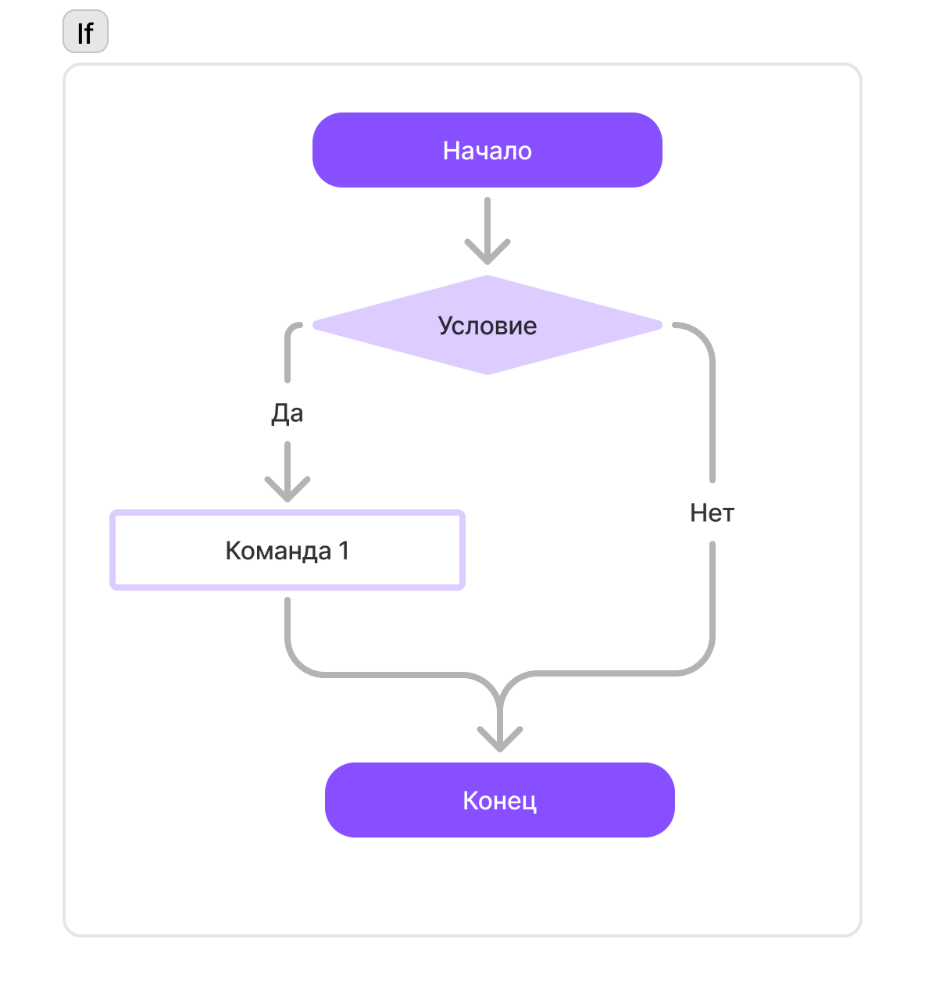 If
Начало
Условие
Да
Нет
Команда 1
Конец